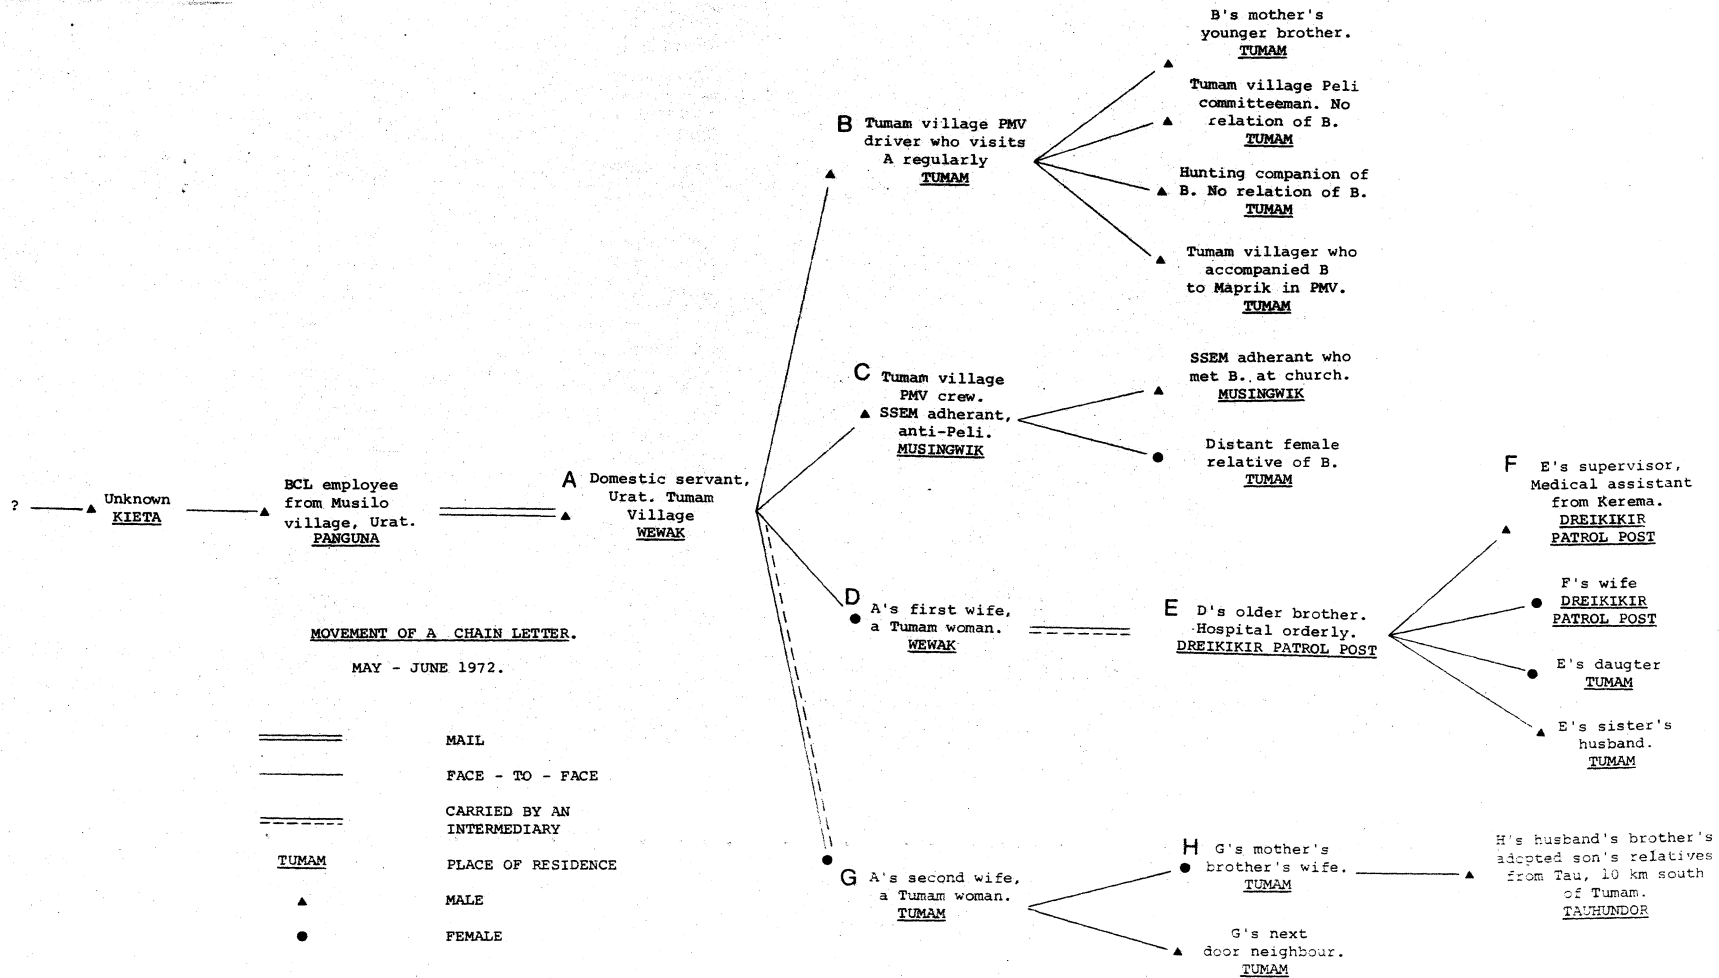 B's mother's
younger brother.
TUMAM
Tumam village Peli
committeeman. No
relation of B.
TUMAM
B Tumam village PMV
driver who visits
A regularly
TUMAM
Hunting companion of
B. No relation of B.
TUMAM
Tumam villager who
accompanied B
to Maprik in PMV.
TUMAM
C Tumam village
PMV crew.
SSEM adherant,
anti-Peli.
MUSINGWIK
SSEM adherant who
met B. at church.
MUSINGWIK
Distant female
relative of B.
TUMAM
?
Unknown
KIETA
BCL employee
from Musilo
village, Urat.
PANGUNA
A Domestic servant,
Urat. Tumam
Village
WEWAK
D A's first wife,
a Tumam woman.
WEWAK
E D's older brother.
Hospital orderly.
DREIKIKIR PATROL POST
F E's supervisor,
Medical assistant
from Kerema.
DREIKIKIR
PATROL POST
F's wife
DREIKIKIR
PATROL POST
E's daugter
TUMAM
E's sister's
husband.
TUMAM
G A's second wife,
a Tumam woman.
TUMAM
H G's mother's
brother's wife.
TUMAM
H's husband's brother's
adopted son's relatives
from Tau, 10 km south
of Tumam.
TAUHUNDOR
G's next
door neighbour.
TUMAM
MOVEMENT OF A CHAIN LETTER.
MAY - JUNE 1972.
MAIL
FACE - TO - FACE
CARRIED BY AN
INTERMEDIARY
TUMAM PLACE OF RESIDENCE
MALE
FEMALE